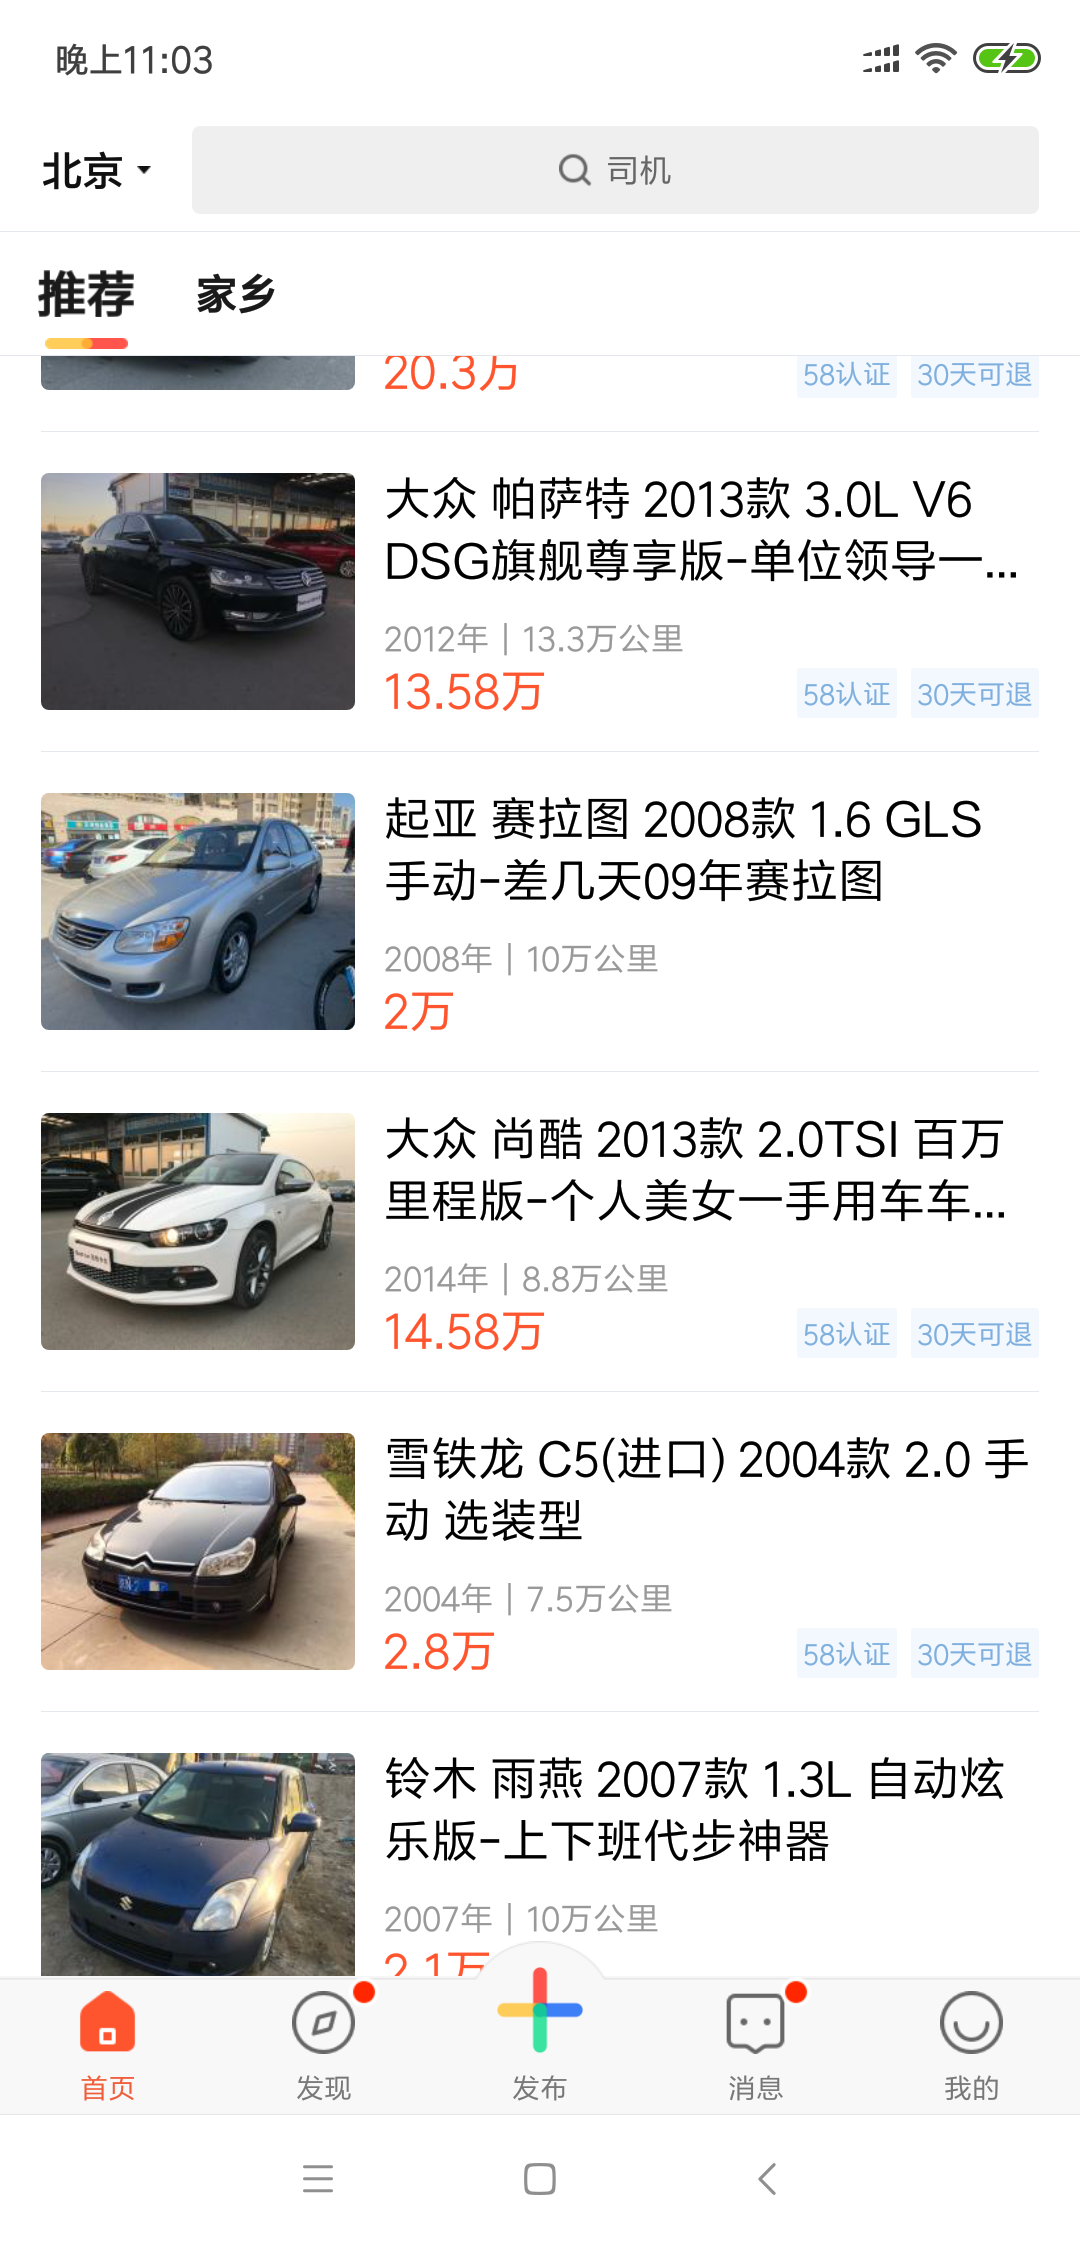 晚上11:03
北京
司机
推荐 家乡
20.3万 58认证 30天可退
大众 帕萨特 2013款 3.0L V6
DSG旗舰尊享版-单位领导一...
2012年 | 13.3万公里
13.58万 58认证 30天可退
起亚 赛拉图 2008款 1.6 GLS
手动-差几天09年赛拉图
2008年 | 10万公里
2万
大众 尚酷 2013款 2.0TSI 百万
里程版-个人美女一手用车车...
2014年 | 8.8万公里
14.58万 58认证 30天可退
雪铁龙 C5(进口) 2004款 2.0 手
动 选装型
2004年 | 7.5万公里
2.8万 58认证 30天可退
铃木 雨燕 2007款 1.3L 自动炫
乐版-上下班代步神器
2007年 | 10万公里
2.1万
首页 发现 发布 消息 我的